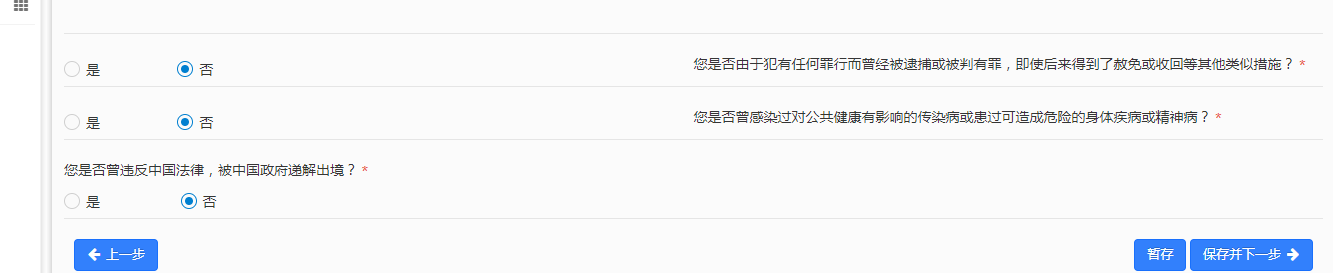 您是否由于犯有任何罪行而曾经被逮捕或被判有罪，即使后来得到了赦免或收回等其他类似措施？ *
是 否
您是否曾感染过对公共健康有影响的传染病或患过可造成危险的身体疾病或精神病？ *
是 否
您是否曾违反中国法律，被中国政府递解出境？ *
是 否
上一步 暂存 保存并下一步